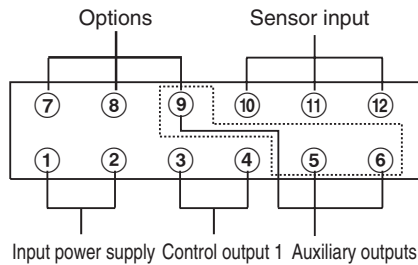 Options Sensor input
7 8 9 10 11 12
1 2 3 4 5 6
Input power supply Control output 1 Auxiliary outputs